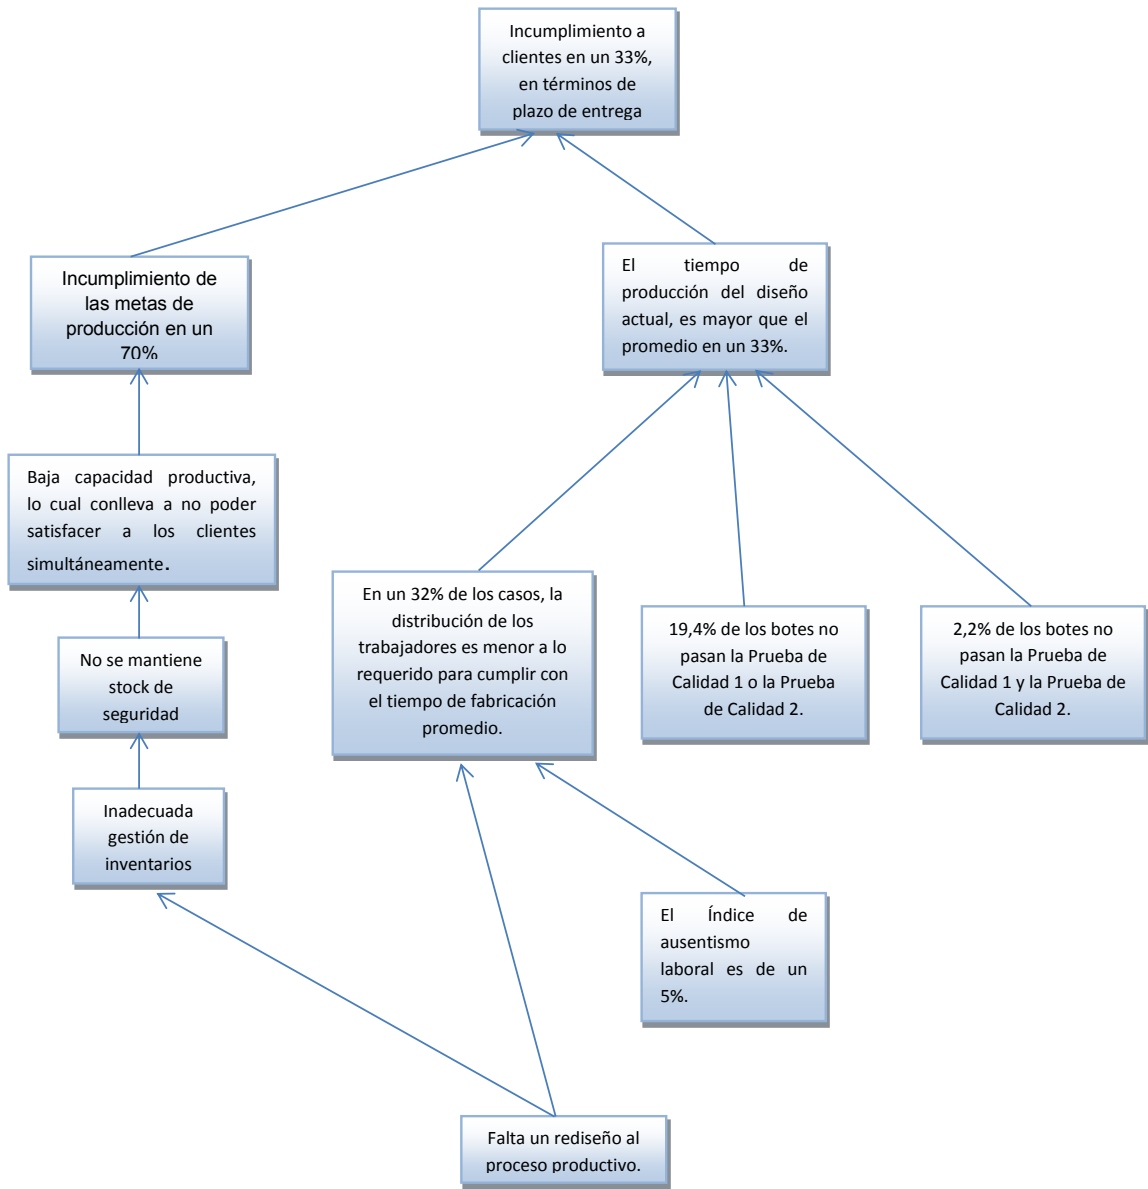 Incumplimiento a
clientes en un 33%,
en términos de
plazo de entrega
Incumplimiento de
las metas de
producción en un
70%
El tiempo de
producción del diseño
actual, es mayor que el
promedio en un 33%.
Baja capacidad productiva,
lo cual conlleva a no poder
satisfacer a los clientes
simultáneamente.
En un 32% de los casos, la
distribución de los
trabajadores es menor a lo
requerido para cumplir con
el tiempo de fabricación
promedio.
19,4% de los botes no
pasan la Prueba de
Calidad 1 o la Prueba
de Calidad 2.
2,2% de los botes no
pasan la Prueba de
Calidad 1 y la Prueba de
Calidad 2.
No se mantiene
stock de
seguridad
Inadecuada
gestión de
inventarios
El Índice de
ausentismo
laboral es de un
5%.
Falta un rediseño al
proceso productivo.